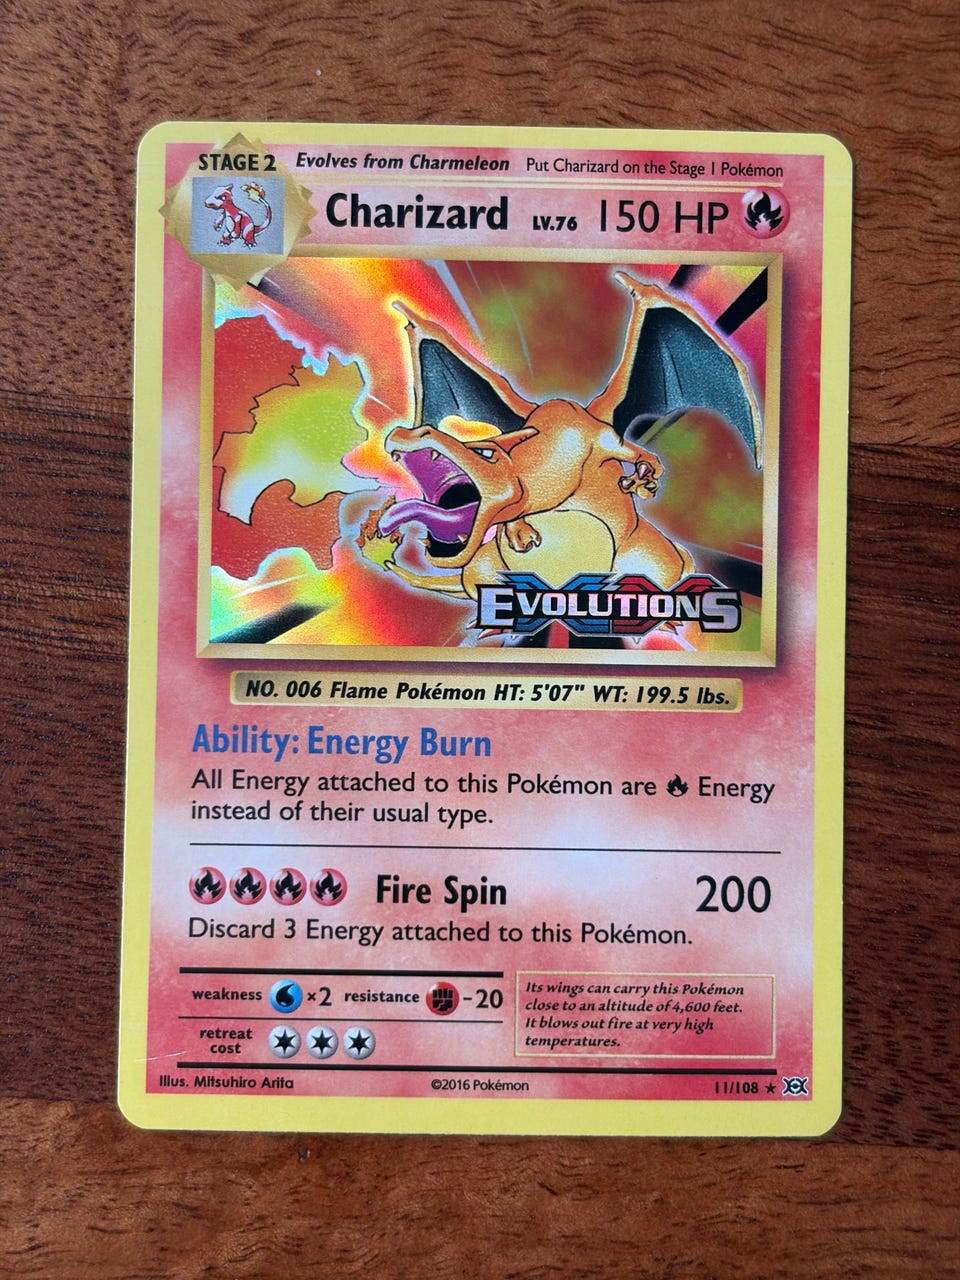 STAGE 2 Evolves from Charmeleon Put Charizard on the Stage 1 Pokémon
Charizard LV.76 150 HP
EVOLUTIONS
NO. 006 Flame Pokémon HT: 5'07" WT: 199.5 lbs.
Ability: Energy Burn
All Energy attached to this Pokémon are Energy
instead of their usual type.
Fire Spin 200
Discard 3 Energy attached to this Pokémon.
weakness ×2 resistance -20
retreat
cost
Its wings can carry this Pokémon
close to an altitude of 4,600 feet.
It blows out fire at very high
temperatures.
Illus. Mitsuhiro Arita ©2016 Pokémon 11/108 ★